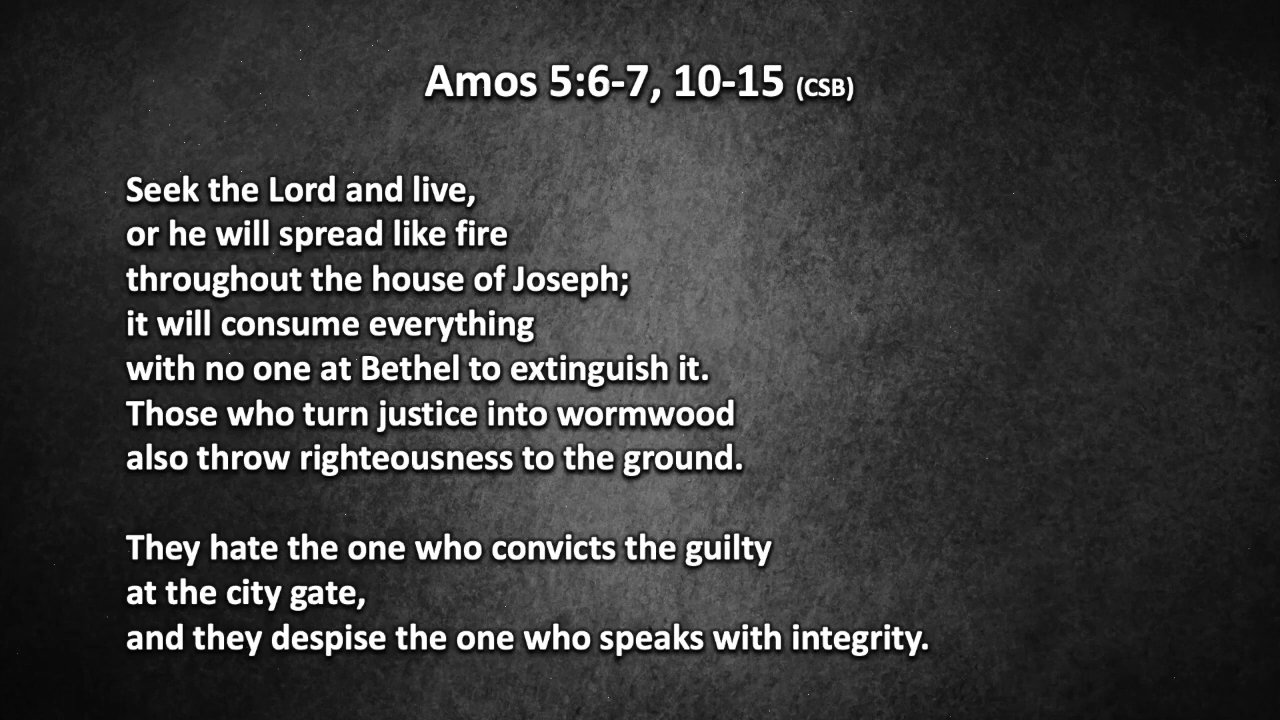 Amos 5:6-7, 10-15 (CSB)
Seek the Lord and live,
or he will spread like fire
throughout the house of Joseph;
it will consume everything
with no one at Bethel to extinguish it.
Those who turn justice into wormwood
also throw righteousness to the ground.
They hate the one who convicts the guilty
at the city gate,
and they despise the one who speaks with integrity.